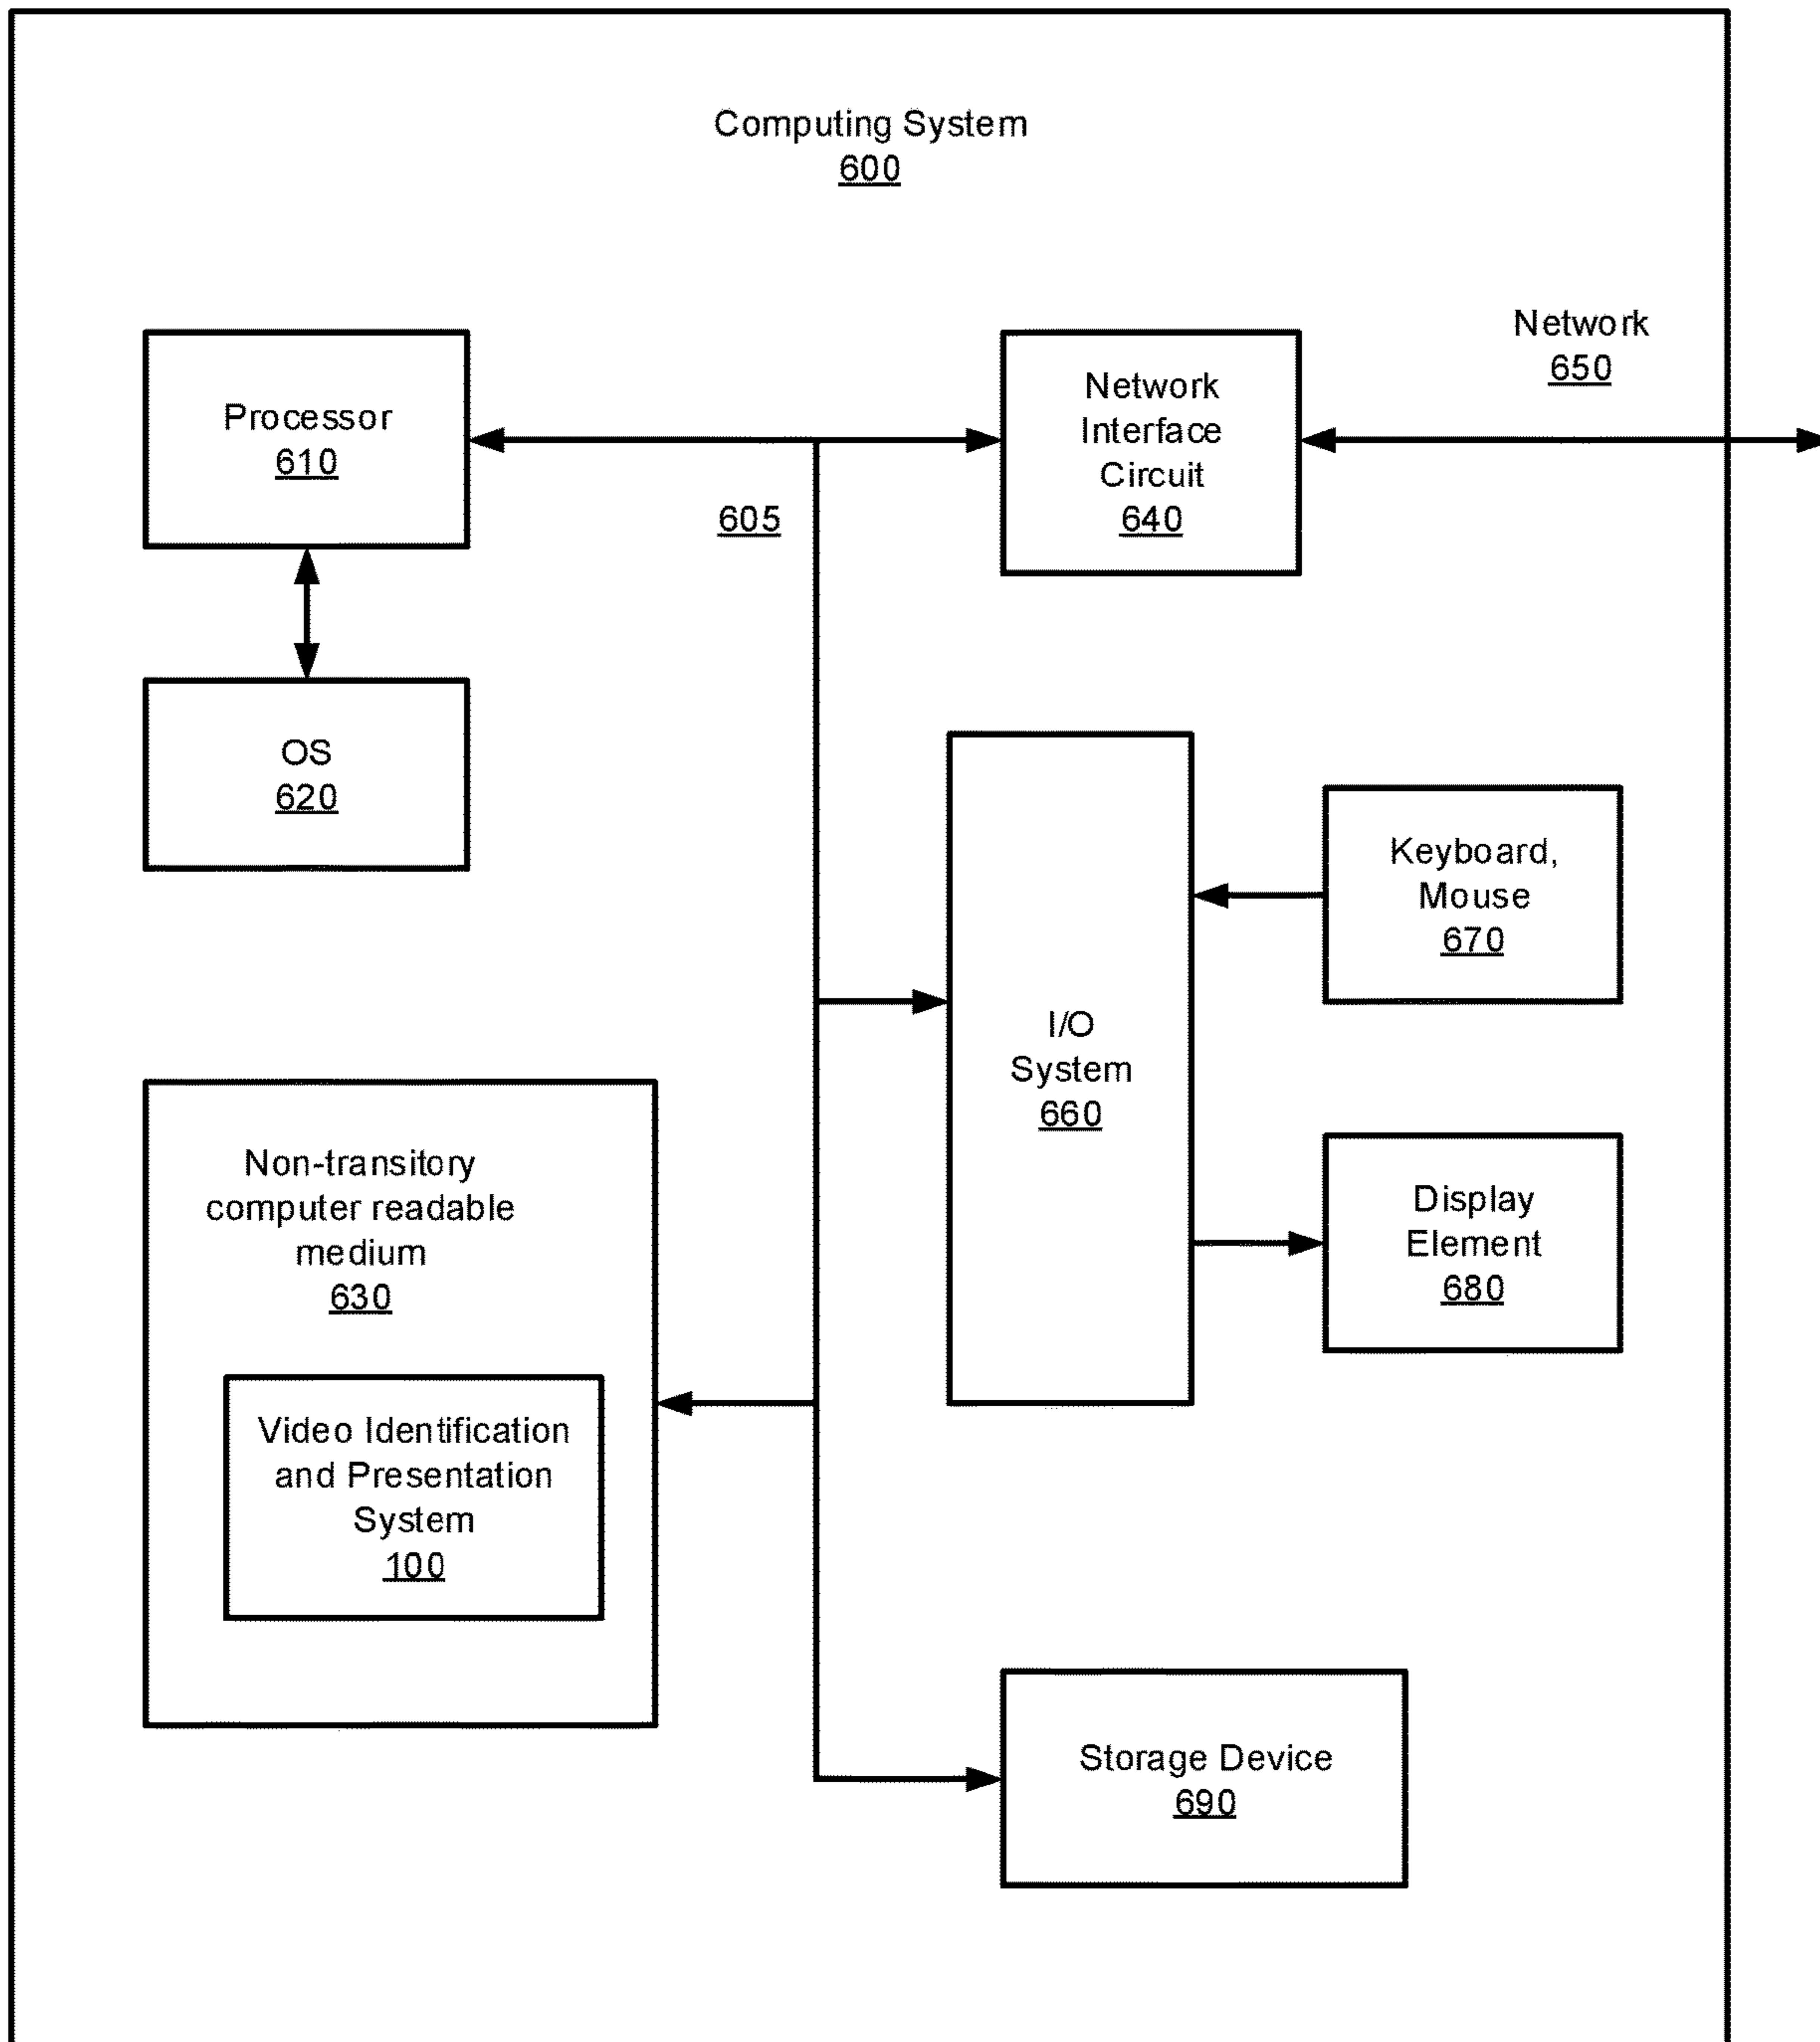 Computing System
600
Network
650
Processor
610
Network
Interface
Circuit
640
605
OS
620
Keyboard,
Mouse
670
I/O
System
660
Non-transitory
computer readable
medium
630
Display
Element
680
Video Identification
and Presentation
System
100
Storage Device
690